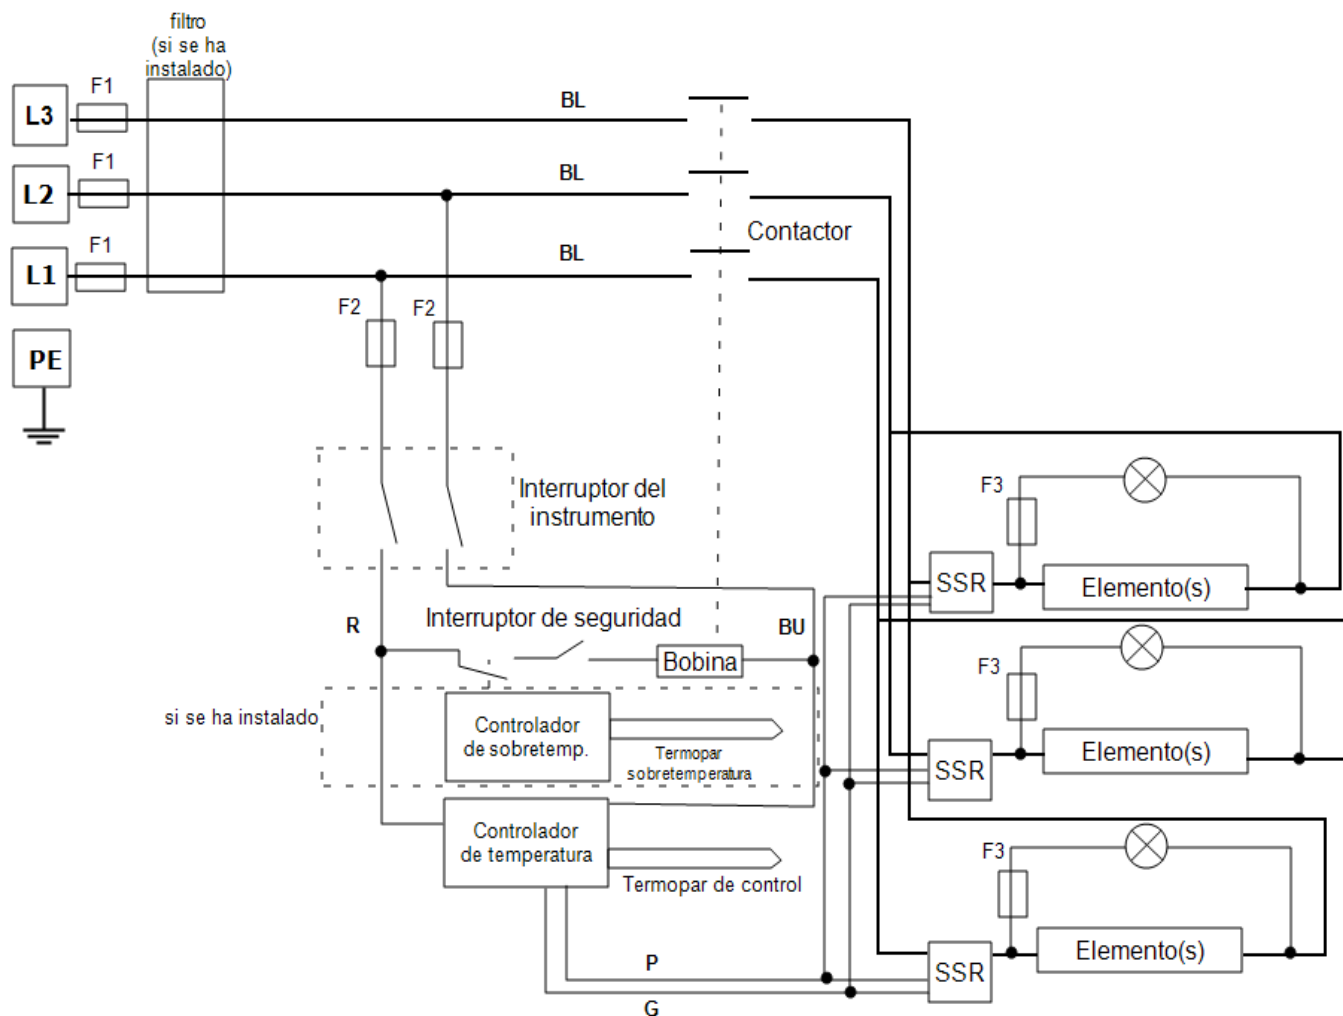 filtro
(si se ha
instalado)
F1
L3
BL
F1
L2
BL
Contactor
F1
L1
BL
F2
F2
PE
Interruptor del
instrumento
F3
SSR
Elemento(s)
R
Interruptor de seguridad
BU
Bobina
F3
si se ha instalado
Controlador
de sobretemp.
Termopar
sobretemperatura
SSR
Elemento(s)
Controlador
de temperatura
Termopar de control
F3
P
G
SSR
Elemento(s)